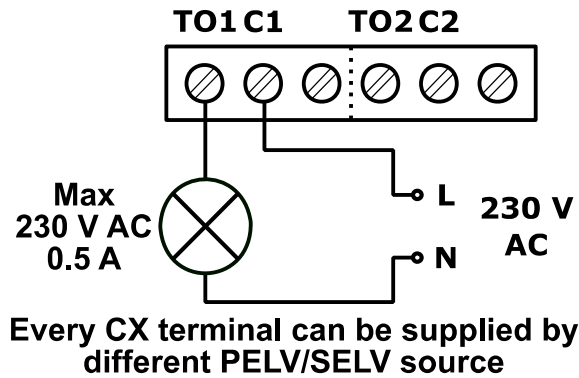 TO1 C1 TO2 C2
Max
230 V AC
0.5 A
L
N
230 V
AC
Every CX terminal can be supplied by
different PELV/SELV source